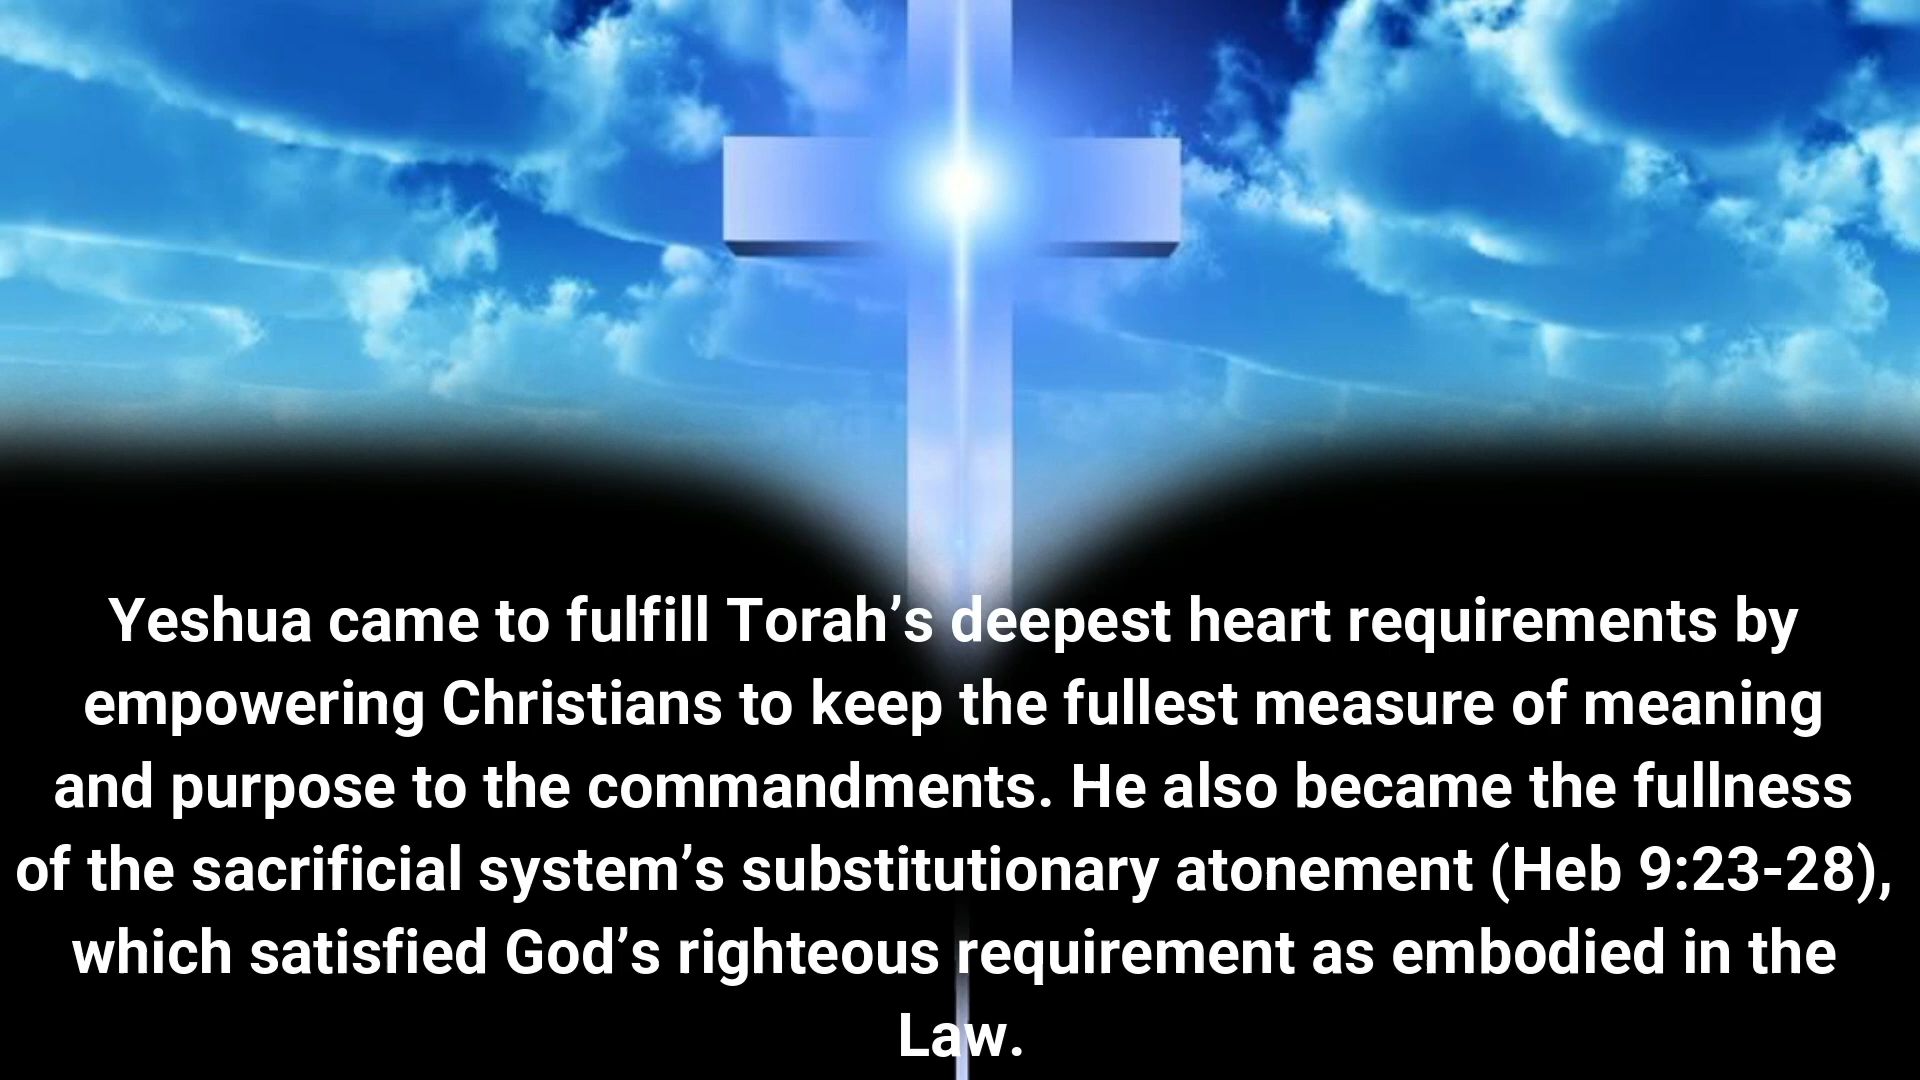 Yeshua came to fulfill Torah’s deepest heart requirements by
empowering Christians to keep the fullest measure of meaning
and purpose to the commandments. He also became the fullness
of the sacrificial system’s substitutionary atonement (Heb 9:23-28),
which satisfied God’s righteous requirement as embodied in the
Law.